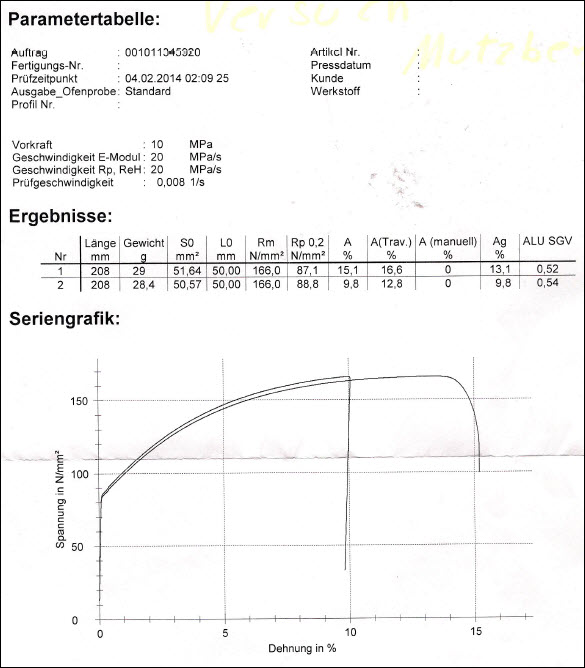 Versuch
Mutzbe
Parametertabelle:
Auftrag : 001011045920 Artikel Nr. :
Fertigungs-Nr. : Pressdatum :
Prüfzeitpunkt : 04.02.2014 02:09 25 Kunde :
Ausgabe_Ofenprobe: Standard Werkstoff :
Profil Nr. :
Vorkraft : 10 MPa
Geschwindigkeit E-Modul : 20 MPa/s
Geschwindigkeit Rp, ReH: 20 MPa/s
Prüfgeschwindigkeit : 0,008 1/s
Ergebnisse:
Länge Gewicht S0 L0 Rm Rp 0,2 A A(Trav.) A (manuell) Ag ALU SGV
Nr mm g mm² mm N/mm² N/mm² % % % %
1 208 29 51,64 50,00 166,0 87,1 15,1 16,6 0 13,1 0,52
2 208 28,4 50,57 50,00 166,0 88,8 9,8 12,8 0 9,8 0,54
Seriengrafik:
Spannung in N/mm²
150
100
50
0
0 5 10 15
Dehnung in %